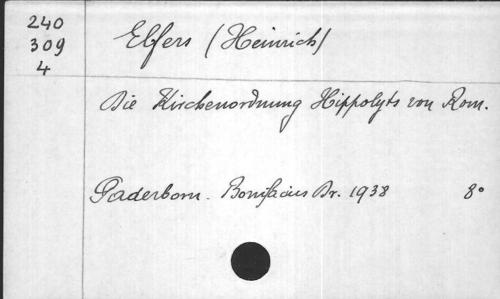 240
309
4
Elfers (Heinrich)
Die Kirchenordnung Hippolyts von Rom.
Paderborn. Bonifacius Dr. 1938 8°